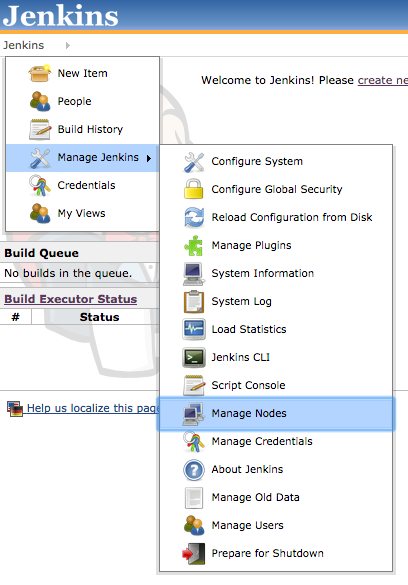 Jenkins
Jenkins
New Item
People
Build History
Manage Jenkins
Credentials
My Views
Welcome to Jenkins! Please create ne
Configure System
Configure Global Security
Reload Configuration from Disk
Manage Plugins
System Information
System Log
Load Statistics
Jenkins CLI
Script Console
Manage Nodes
Manage Credentials
About Jenkins
Manage Old Data
Manage Users
Prepare for Shutdown
Build Queue
No builds in the queue.
Build Executor Status
# Status
Help us localize this page